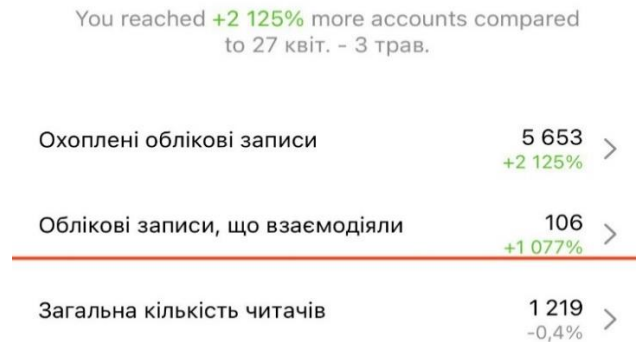 You reached +2 125% more accounts compared
to 27 квіт. - 3 трав.
Охоплені облікові записи 5 653
+2 125%
Облікові записи, що взаємодіяли 106
+1 077%
Загальна кількість читачів 1 219
-0,4%